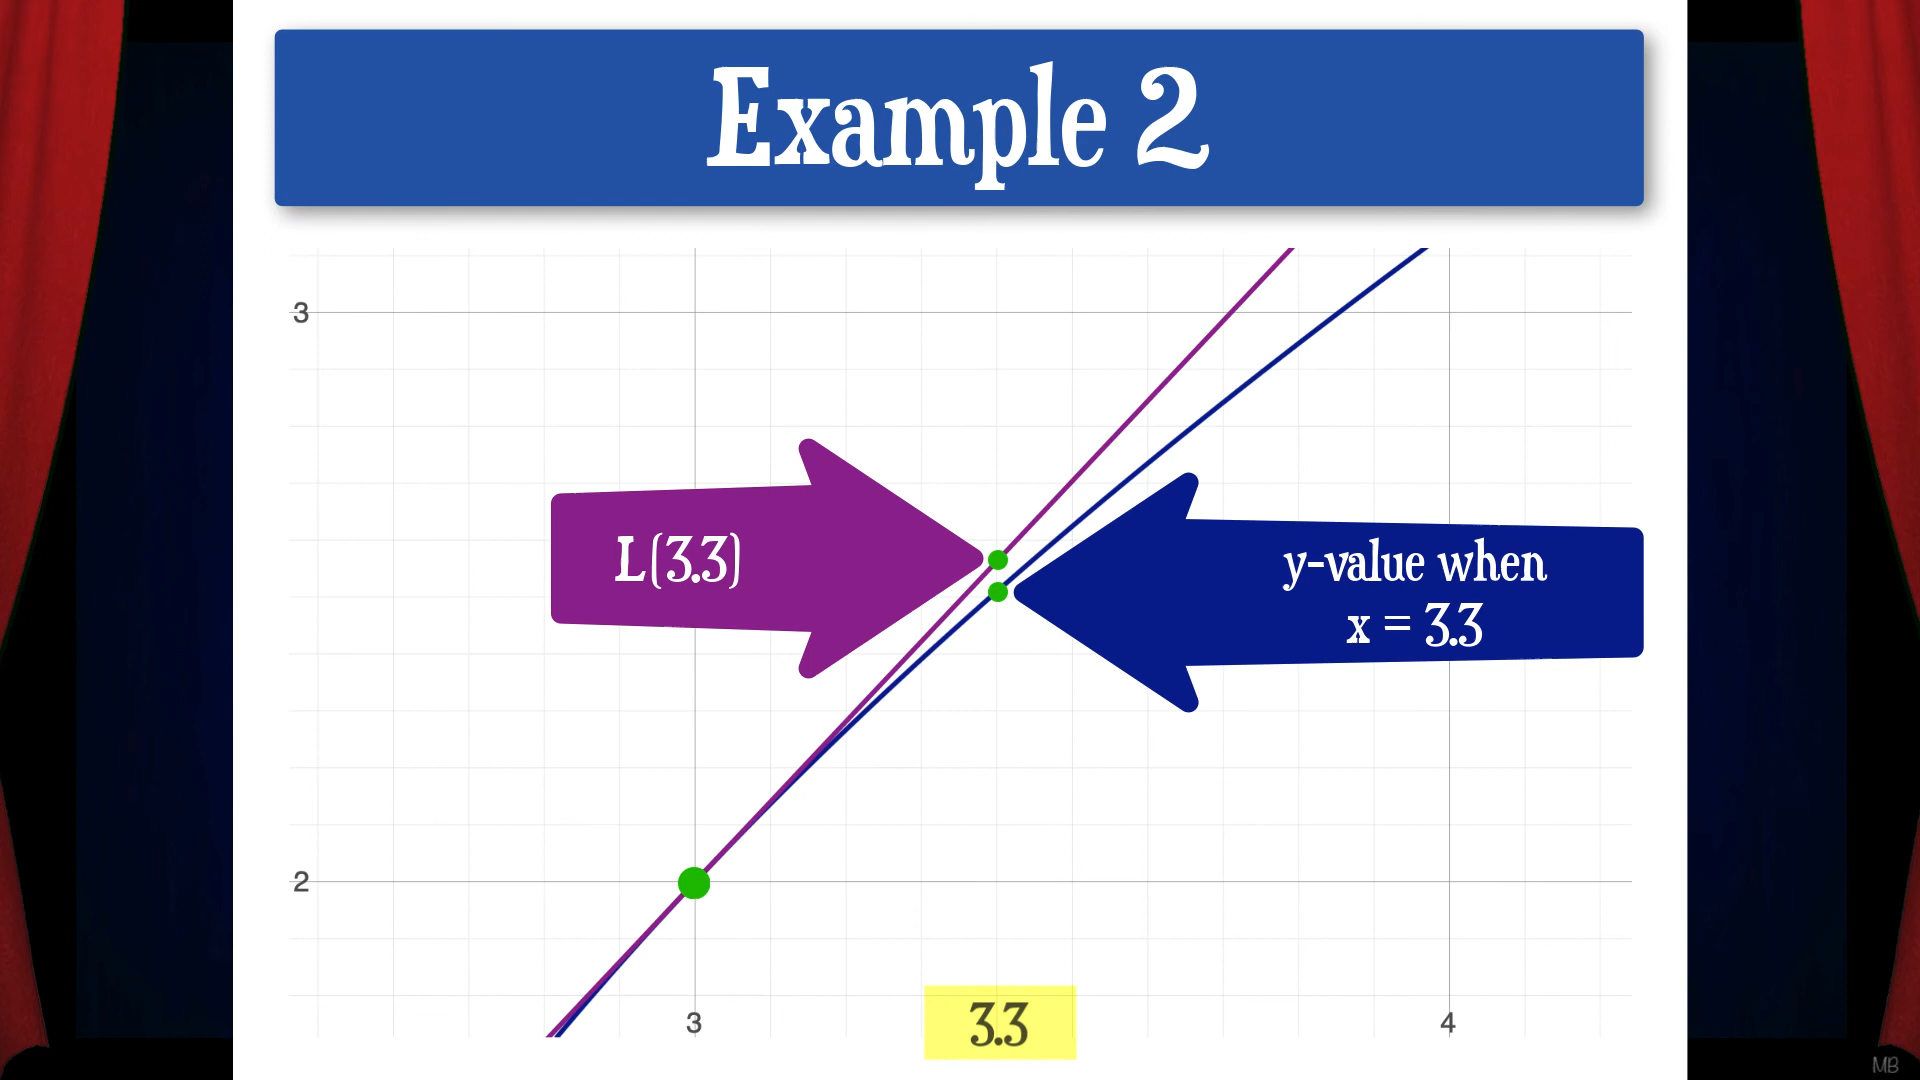 Example 2
3
L(3.3)
y-value when
x = 3.3
2
3
3.3
4
MB